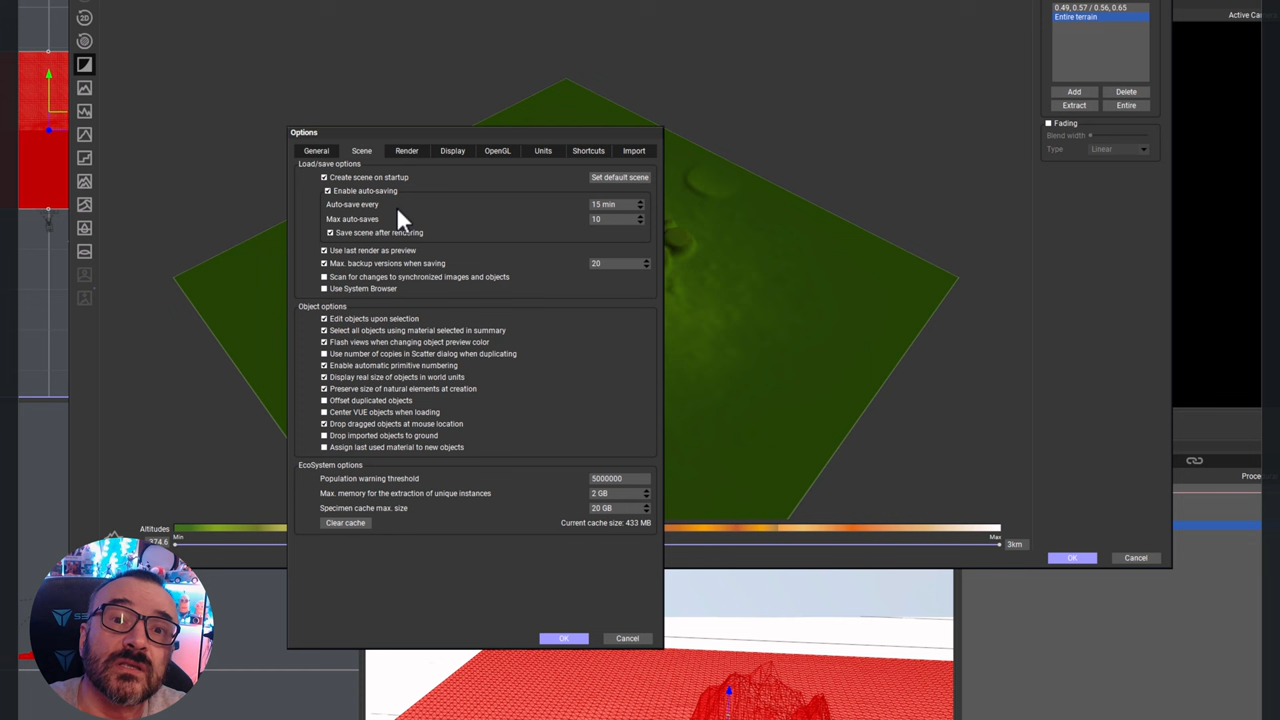 0.49, 0.57 / 0.56, 0.65
Active Cam
Entire terrain
Add Delete
Extract Entire
Fading
Blend width
Type Linear
Options
General Scene Render Display OpenGL Units Shortcuts Import
Load/save options
Create scene on startup Set default scene
Enable auto-saving
Auto-save every 15 min
Max auto-saves 10
Save scene after rendering
Use last render as preview
Max. backup versions when saving 20
Scan for changes to synchronized images and objects
Use System Browser
Object options
Edit objects upon selection
Select all objects using material selected in summary
Flash views when changing object preview color
Use number of copies in Scatter dialog when duplicating
Enable automatic primitive numbering
Display real size of objects in world units
Preserve size of natural elements at creation
Offset duplicated objects
Center VUE objects when loading
Drop dragged objects at mouse location
Drop imported objects to ground
Assign last used material to new objects
EcoSystem options
Population warning threshold 5000000
Max. memory for the extraction of unique instances 2 GB
Specimen cache max. size 20 GB
Clear cache Current cache size: 433 MB
Proce
Altitudes Min Max
374.6 3km
OK Cancel
OK Cancel
2D